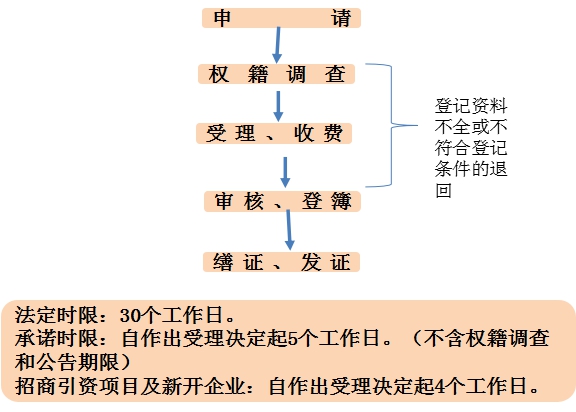 申 请
权 籍 调 查
受 理 、 收 费
登记资料
不全或不
符合登记
条件的退
回
审 核 、 登 簿
缮 证 、 发 证
法定时限：30个工作日。
承诺时限：自作出受理决定起5个工作日。（不含权籍调查
和公告期限）
招商引资项目及新开企业：自作出受理决定起4个工作日。